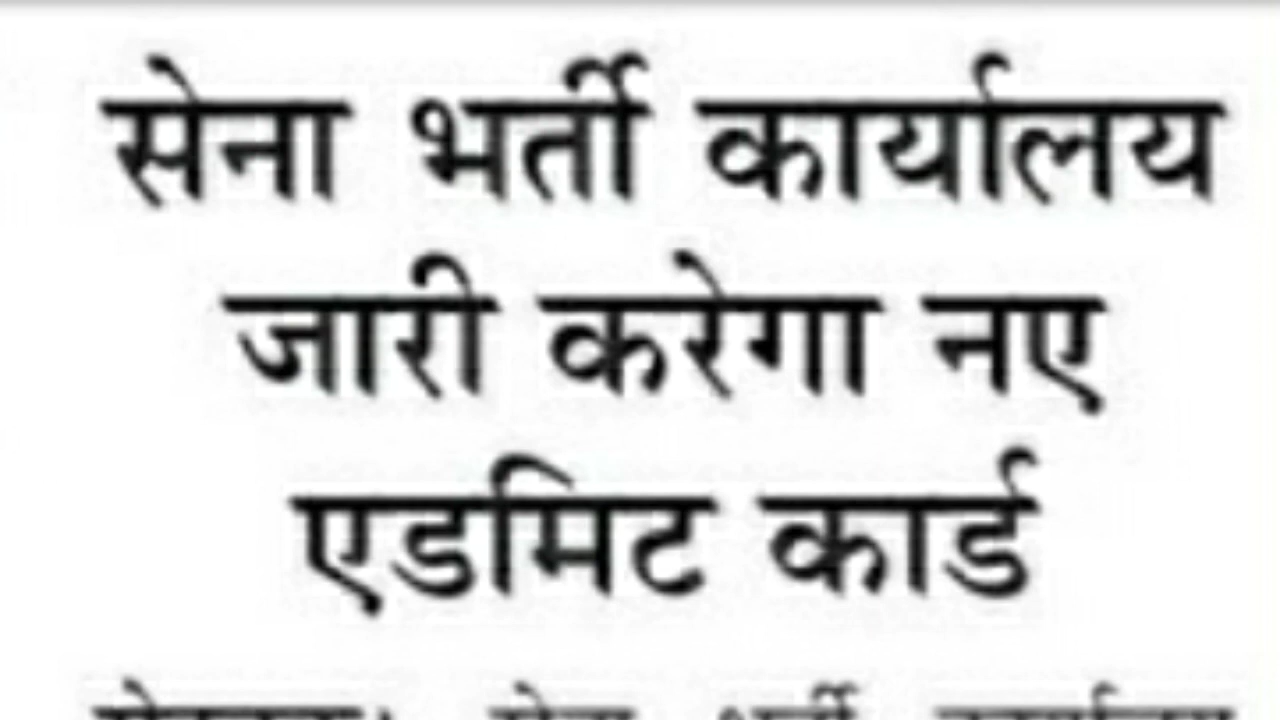 सेना भर्ती कार्यालय
जारी करेगा नए
एडमिट कार्ड